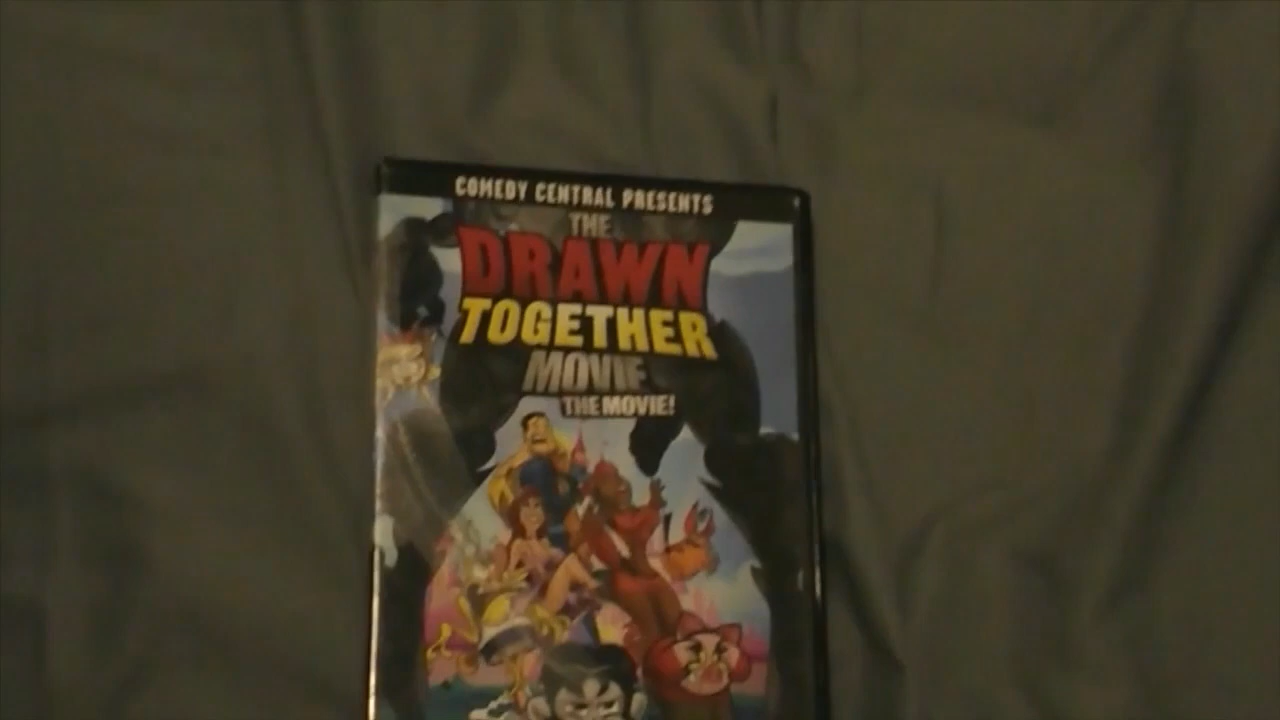 COMEDY CENTRAL PRESENTS
THE
DRAWN
TOGETHER
MOVIE
THE MOVIE!